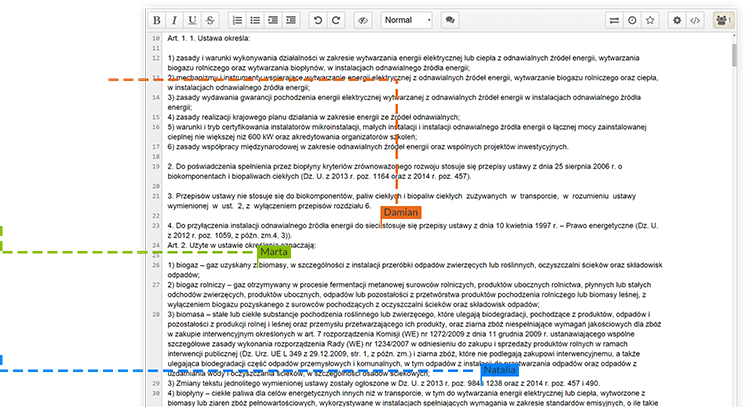 B I U S Normal 1
10 Art. 1. 1. Ustawa określa:
11
12 1) zasady i warunki wykonywania działalności w zakresie wytwarzania energii elektrycznej lub ciepła z odnawialnych źródeł energii, wytwarzania
biogazu rolniczego oraz wytwarzania biopłynów, w instalacjach odnawialnego źródła energii;
13 2) mechanizmy i instrumenty wspierające wytwarzanie energii elektrycznej z odnawialnych źródeł energii, wytwarzanie biogazu rolniczego oraz ciepła,
w instalacjach odnawialnego źródła energii;
14 3) zasady wydawania gwarancji pochodzenia energii elektrycznej wytwarzanej z odnawialnych źródeł energii w instalacjach odnawialnego źródła
energii;
15 4) zasady realizacji krajowego planu działania w zakresie energii ze źródeł odnawialnych;
16 5) warunki i tryb certyfikowania instalatorów mikroinstalacji, małych instalacji i instalacji odnawialnego źródła energii o łącznej mocy zainstalowanej
cieplnej nie większej niż 600 kW oraz akredytowania organizatorów szkoleń;
17 6) zasady współpracy międzynarodowej w zakresie odnawialnych źródeł energii oraz wspólnych projektów inwestycyjnych.
18
19 2. Do poświadczenia spełnienia przez biopłyny kryteriów zrównoważonego rozwoju stosuje się przepisy ustawy z dnia 25 sierpnia 2006 r. o
biokomponentach i biopaliwach ciekłych (Dz. U. z 2013 r. poz. 1164 oraz z 2014 r. poz. 457).
20
21 3. Przepisów ustawy nie stosuje się do biokomponentów, paliw ciekłych i biopaliw ciekłych zużywanych w transporcie, w rozumieniu ustawy
wymienionej w ust. 2, z wyłączeniem przepisów rozdziału 6.
22 Damian
23 4. Do przyłączenia instalacji odnawialnego źródła energii do sieci stosuje się przepisy ustawy z dnia 10 kwietnia 1997 r. – Prawo energetyczne (Dz. U.
z 2012 r. poz. 1059, z późn. zm.4. 3)).
24 Art. 2. Użyte w ustawie określenia oznaczają:
25 Marta
26 1) biogaz – gaz uzyskany z biomasy, w szczególności z instalacji przeróbki odpadów zwierzęcych lub roślinnych, oczyszczalni ścieków oraz składowisk
odpadów;
27 2) biogaz rolniczy – gaz otrzymywany w procesie fermentacji metanowej surowców rolniczych, produktów ubocznych rolnictwa, płynnych lub stałych
odchodów zwierzęcych, produktów ubocznych, odpadów lub pozostałości z przetwórstwa produktów pochodzenia rolniczego lub biomasy leśnej, z
wyłączeniem biogazu pozyskanego z surowców pochodzących z oczyszczalni ścieków oraz składowisk odpadów;
28 3) biomasa – stałe lub ciekłe substancje pochodzenia roślinnego lub zwierzęcego, które ulegają biodegradacji, pochodzące z produktów, odpadów i
pozostałości z produkcji rolnej i leśnej oraz przemysłu przetwarzającego ich produkty, oraz ziarna zbóż niespełniające wymagań jakościowych dla zbóż
w zakupie interwencyjnym określonych w art. 7 rozporządzenia Komisji (WE) nr 1272/2009 z dnia 11 grudnia 2009 r. ustanawiającego wspólne
szczegółowe zasady wykonania rozporządzenia Rady (WE) nr 1234/2007 w odniesieniu do zakupu i sprzedaży produktów rolnych w ramach
interwencji publicznej (Dz. Urz. UE L 349 z 29.12.2009, str. 1, z późn. zm.) i ziarna zbóż, które nie podlegają zakupowi interwencyjnemu, a także
ulegająca biodegradacji część odpadów przemysłowych i komunalnych, w tym odpadów z instalacji do przetwarzania odpadów oraz odpadów z
uzdatniania wody i oczyszczania ścieków, w szczególności osadów ściekowych; Natalia
29 3) Zmiany tekstu jednolitego wymienionej ustawy zostały ogłoszone w Dz. U. z 2013 r. poz. 984 i 1238 oraz z 2014 r. poz. 457 i 490.
30 4) biopłyny – ciekłe paliwa dla celów energetycznych innych niż w transporcie, w tym do wytwarzania energii elektrycznej lub ciepła, wytworzone z
biomasy lub ziaren zbóż pełnowartościowych, wykorzystywane w instalacjach spełniających wymagania w zakresie standardów emisyjnych, o ile takie